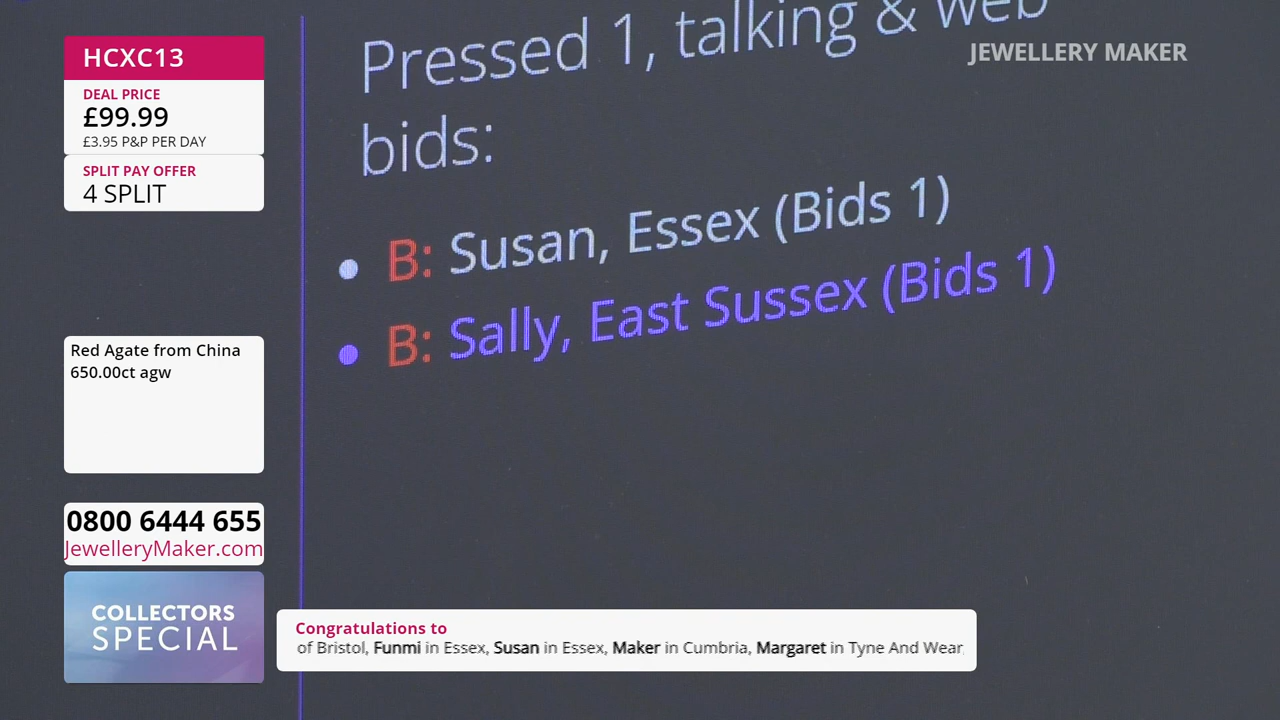 HCXC13
DEAL PRICE
£99.99
£3.95 P&P PER DAY
SPLIT PAY OFFER
4 SPLIT
Red Agate from China
650.00ct agw
0800 6444 655
JewelleryMaker.com
COLLECTORS
SPECIAL
JEWELLERY MAKER
Pressed 1, talking & web
bids:
• B: Susan, Essex (Bids 1)
• B: Sally, East Sussex (Bids 1)
Congratulations to
of Bristol, Funmi in Essex, Susan in Essex, Maker in Cumbria, Margaret in Tyne And Wear